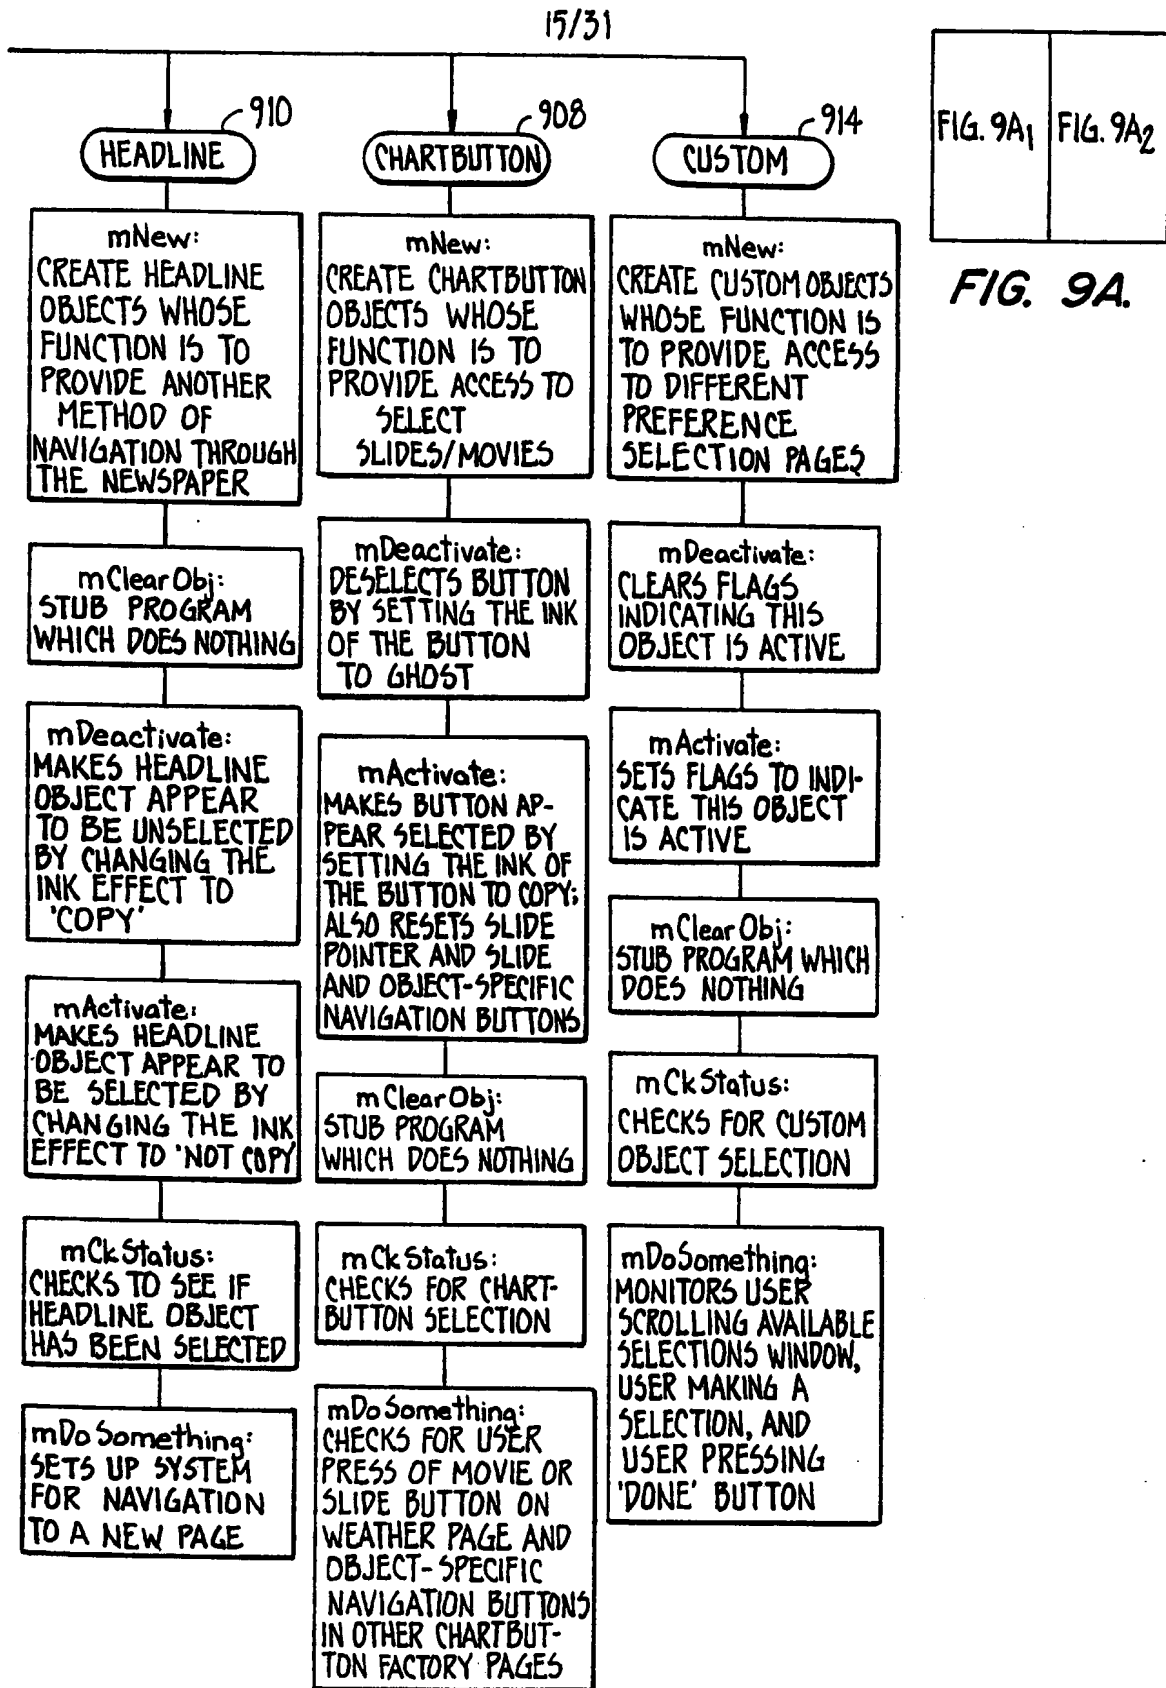 15/31
910
HEADLINE
mNew:
CREATE HEADLINE
OBJECTS WHOSE
FUNCTION IS TO
PROVIDE ANOTHER
METHOD OF
NAVIGATION THROUGH
THE NEWSPAPER
mClearObj:
STUB PROGRAM
WHICH DOES NOTHING
mDeactivate:
MAKES HEADLINE
OBJECT APPEAR
TO BE UNSELECTED
BY CHANGING THE
INK EFFECT TO
'COPY'
mActivate:
MAKES HEADLINE
OBJECT APPEAR TO
BE SELECTED BY
CHANGING THE INK
EFFECT TO 'NOT COPY
mCkStatus:
CHECKS TO SEE IF
HEADLINE OBJECT
HAS BEEN SELECTED
mDoSomething:
SETS UP SYSTEM
FOR NAVIGATION
TO A NEW PAGE
908
CHARTBUTTON
mNew:
CREATE CHARTBUTTON
OBJECTS WHOSE
FUNCTION IS TO
PROVIDE ACCESS TO
SELECT
SLIDES/MOVIES
mDeactivate:
DESELECTS BUTTON
BY SETTING THE INK
OF THE BUTTON
TO GHOST
mActivate:
MAKES BUTTON AP-
PEAR SELECTED BY
SETTING THE INK OF
THE BUTTON TO COPY;
ALSO RESETS SLIDE
POINTER AND SLIDE
AND OBJECT-SPECIFIC
NAVIGATION BUTTONS
mClearObj:
STUB PROGRAM
WHICH DOES NOTHING
mCkStatus:
CHECKS FOR CHART-
BUTTON SELECTION
mDoSomething:
CHECKS FOR USER
PRESS OF MOVIE OR
SLIDE BUTTON ON
WEATHER PAGE AND
OBJECT-SPECIFIC
NAVIGATION BUTTONS
IN OTHER CHARTBUT-
TON FACTORY PAGES
914
CUSTOM
mNew:
CREATE CUSTOM OBJECTS
WHOSE FUNCTION IS
TO PROVIDE ACCESS
TO DIFFERENT
PREFERENCE
SELECTION PAGES
mDeactivate:
CLEARS FLAGS
INDICATING THIS
OBJECT IS ACTIVE
mActivate:
SETS FLAGS TO INDI-
CATE THIS OBJECT
IS ACTIVE
mClearObj:
STUB PROGRAM WHICH
DOES NOTHING
mCkStatus:
CHECKS FOR CUSTOM
OBJECT SELECTION
mDoSomething:
MONITORS USER
SCROLLING AVAILABLE
SELECTIONS WINDOW,
USER MAKING A
SELECTION, AND
USER PRESSING
'DONE' BUTTON
FIG. 9A1
FIG. 9A2
FIG. 9A.